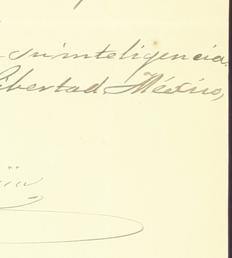 su inteligencia.
Libertad. México,